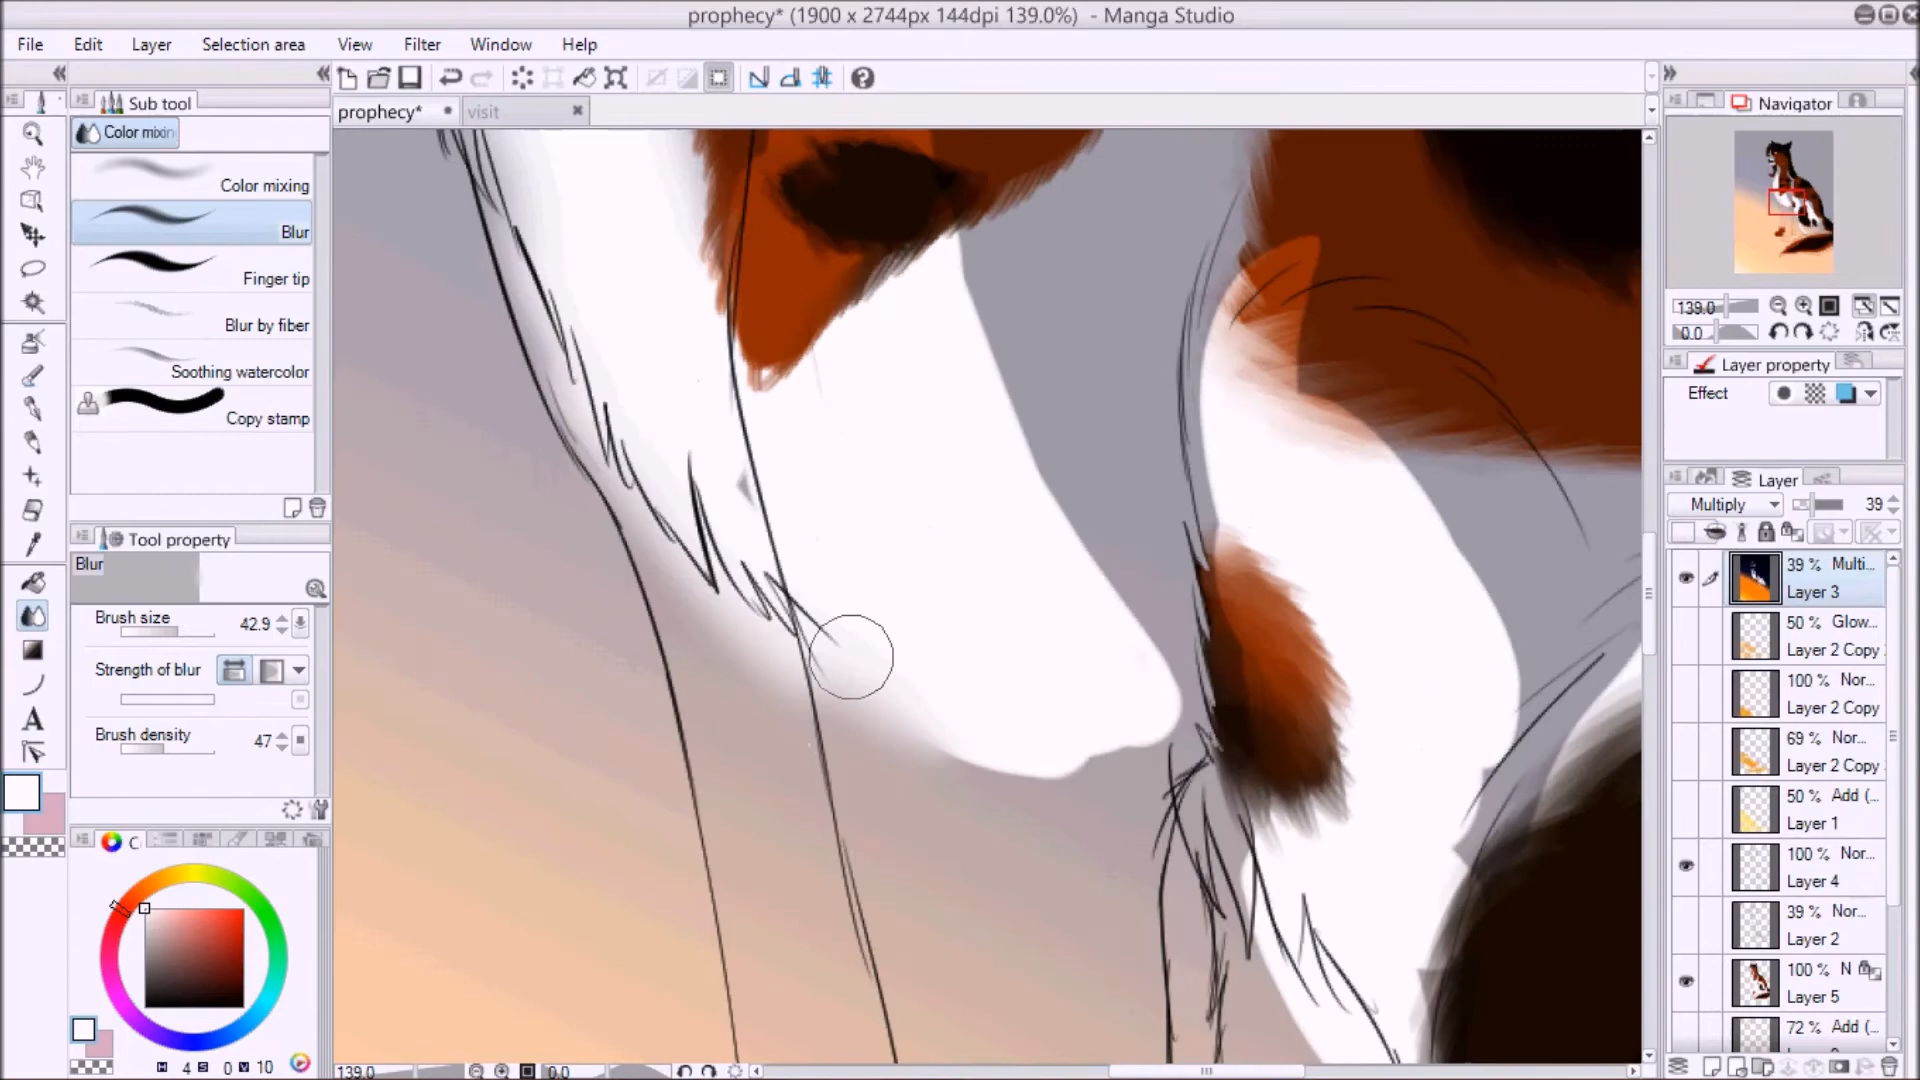 prophecy* (1900 x 2744px 144dpi 139.0%) - Manga Studio
File Edit Layer Selection area View Filter Window Help
Sub tool
prophecy* visit
Navigator
Color mixin
Color mixing
Blur
Finger tip
Blur by fiber
Soothing watercolor
Copy stamp
139.0
0.0
Layer property
Effect
Layer
Multiply 39
Tool property
Blur
Brush size 42.9
Strength of blur
Brush density 47
39 % Multi...
Layer 3
50 % Glow...
Layer 2 Copy
100 % Nor...
Layer 2 Copy
69 % Nor...
Layer 2 Copy
50 % Add (...
Layer 1
100 % Nor...
Layer 4
39 % Nor...
Layer 2
100 % N
Layer 5
72 % Add (...
C
H 4 S 0 V 10
139.0 0.0